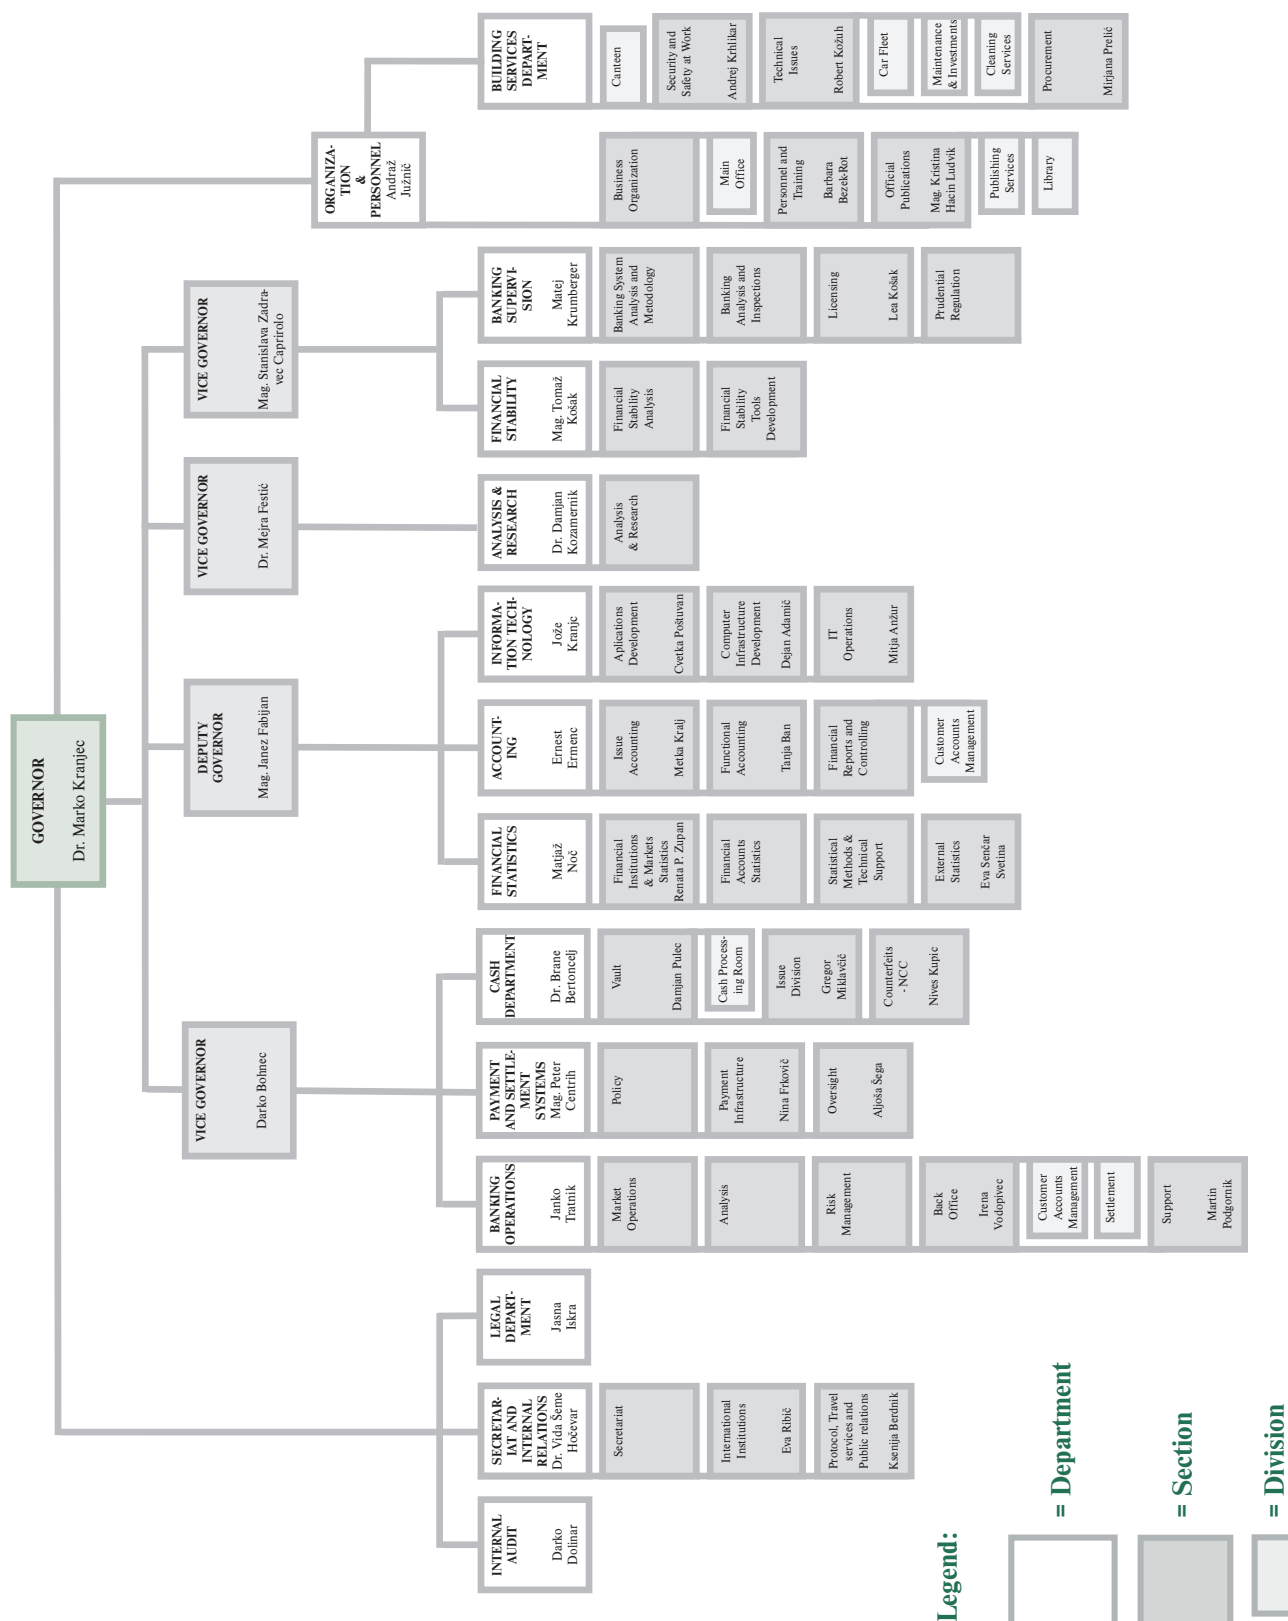 GOVERNOR
Dr. Marko Kranjec
VICE GOVERNOR
Darko Bohnec
DEPUTY
GOVERNOR
Mag. Janez Fabijan
VICE GOVERNOR
Dr. Mejra Festić
VICE GOVERNOR
Mag. Stanislava Zadra-
vec Caprirolo
ORGANIZA-
TION
&
PERSONNEL
Andraž
Južnič
INTERNAL
AUDIT
Darko
Dolinar
SECRETAR-
IAT AND
INTERNAL
RELATIONS
Dr. Vida Šeme
Hočevar
Secretariat
International
Institutions
Eva Ribič
Protocol, Travel
services and
Public relations
Ksenija Berdnik
LEGAL
DEPART-
MENT
Jasna
Iskra
BANKING
OPERATIONS
Janko
Tratnik
Market
Operations
Analysis
Risk
Management
Back
Office
Irena
Vodopivec
Customer
Accounts
Management
Settlement
Support
Martin
Podgornik
PAYMENT
AND SETTLE-
MENT
SYSTEMS
Mag. Peter
Centrih
Policy
Payment
Infrastructure
Nina Frkovič
Oversight
Aljoša Šega
CASH
DEPARTMENT
Dr. Brane
Bertoncelj
Vault
Damjan Pulec
Cash Process-
ing Room
Issue
Division
Gregor
Miklavčič
Counterfeits
- NCC
Nives Kupic
FINANCIAL
STATISTICS
Matjaž
Noč
Financial
Institutions
& Markets
Statistics
Renata P. Zupan
Financial
Accounts
Statistics
Statistical
Methods &
Technical
Support
External
Statistics
Eva Senčar
Svetina
ACCOUNT-
ING
Ernest
Ermenc
Issue
Accounting
Metka Kralj
Functional
Accounting
Tanja Ban
Financial
Reports and
Controlling
Customer
Accounts
Management
INFORMA-
TION TECH-
NOLOGY
Jože
Kranjc
Aplications
Development
Cvetka Poštuvan
Computer
Infrastructure
Development
Dejan Adamič
IT
Operations
Mitja Anžur
ANALYSIS &
RESEARCH
Dr. Damjan
Kozamernik
Analysis
& Research
FINANCIAL
STABILITY
Mag. Tomaž
Košak
Financial
Stability
Analysis
Financial
Stability
Tools
Development
BANKING
SUPERVI-
SION
Matej
Krumberger
Banking System
Analysis and
Metodology
Banking
Analysis and
Inspections
Licensing
Lea Košak
Prudential
Regulation
Business
Organization
Main
Office
Personnel and
Training
Barbara
Bezek-Rot
Official
Publications
Mag. Kristina
Hacin Ludvik
Publishing
Services
Library
BUILDING
SERVICES
DEPART-
MENT
Canteen
Security and
Safety at Work
Andrej Krhlikar
Technical
Issues
Robert Kožuh
Car Fleet
Maintenance
& Investments
Cleaning
Services
Procurement
Mirjana Prelič
Legend:
= Department
= Section
= Division